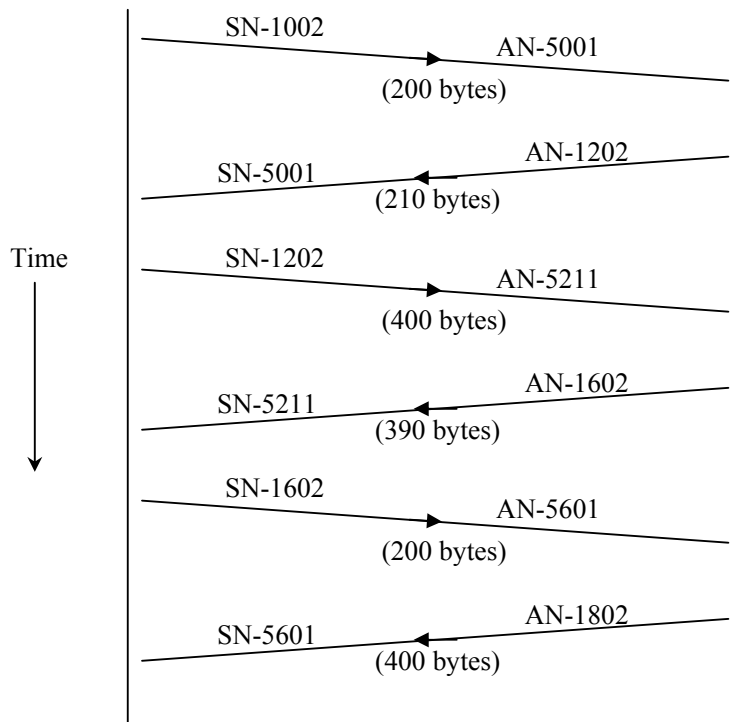 SN-1002
AN-5001
(200 bytes)
AN-1202
SN-5001
(210 bytes)
Time
SN-1202
AN-5211
(400 bytes)
AN-1602
SN-5211
(390 bytes)
SN-1602
AN-5601
(200 bytes)
AN-1802
SN-5601
(400 bytes)